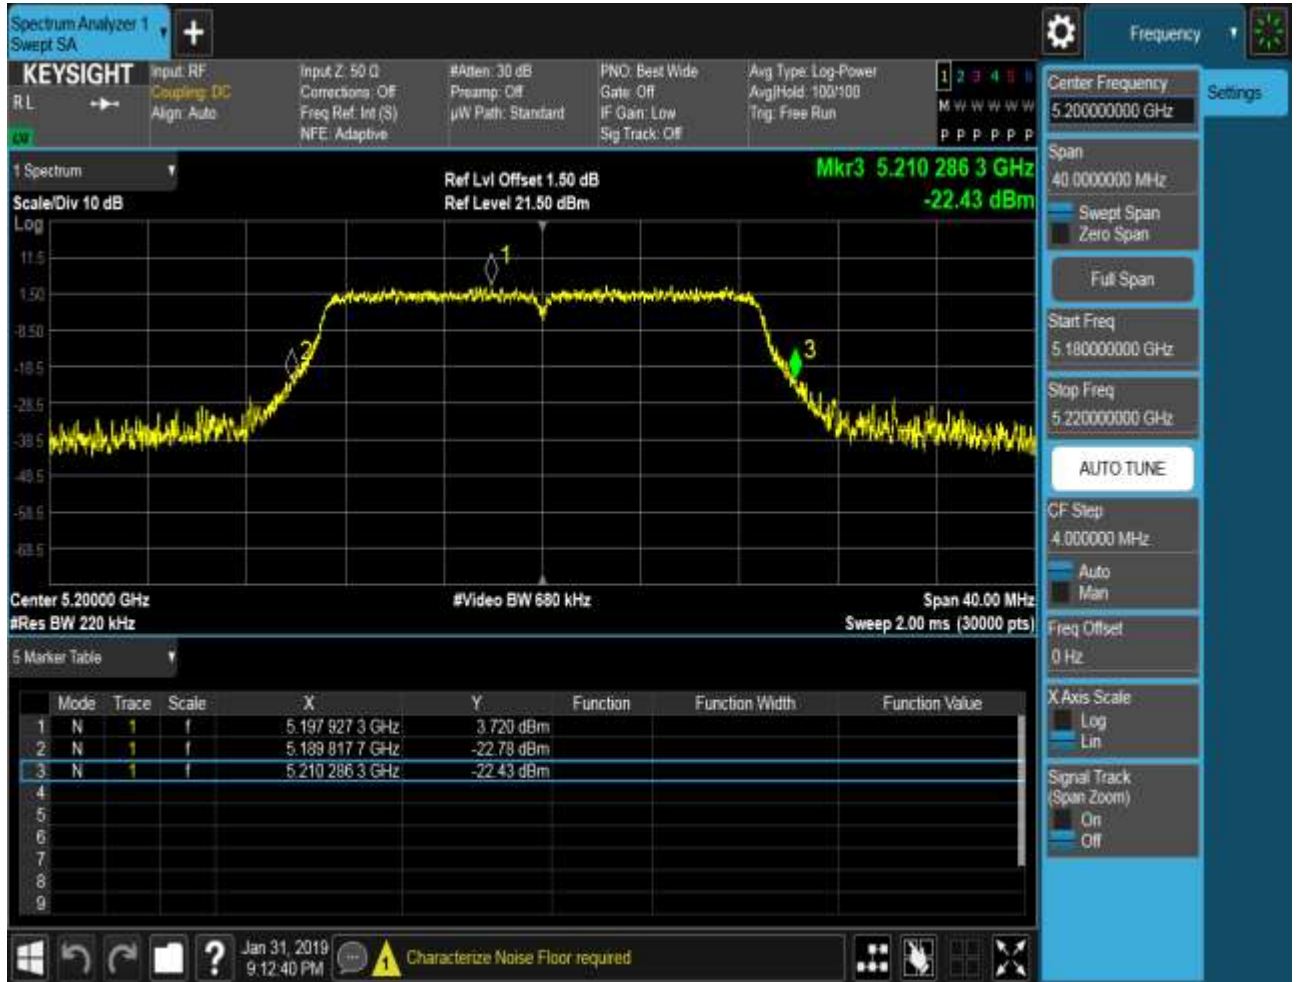 Spectrum Analyzer 1
Swept SA
+
Frequency
KEYSIGHT
RL
Input: RF
Coupling: DC
Align: Auto
Input Z: 50 Ω
Corrections: Off
Freq Ref: Int (S)
NFE: Adaptive
#Atten: 30 dB
Preamp: Off
µW Path: Standard
PNO: Best Wide
Gate: Off
IF Gain: Low
Sig Track: Off
Avg Type: Log-Power
Avg|Hold: 100/100
Trig: Free Run
1 2 3 4 5 6
M W W W W W
P P P P P P
1 Spectrum
Scale/Div 10 dB
Ref Lvl Offset 1.50 dB
Ref Level 21.50 dBm
Mkr3 5.210 286 3 GHz
-22.43 dBm
Log
11.5
1.50
-8.50
-18.5
-28.5
-38.5
-48.5
-58.5
-68.5
1
2
3
Center 5.20000 GHz
#Video BW 680 kHz
Span 40.00 MHz
#Res BW 220 kHz
Sweep 2.00 ms (30000 pts)
5 Marker Table
Mode Trace Scale X Y Function Function Width Function Value
1 N 1 f 5.197 927 3 GHz 3.720 dBm
2 N 1 f 5.189 817 7 GHz -22.78 dBm
3 N 1 f 5.210 286 3 GHz -22.43 dBm
4
5
6
7
8
9
Jan 31, 2019
9:12:40 PM
?
1
Characterize Noise Floor required
Center Frequency
5.200000000 GHz
Settings
Span
40.0000000 MHz
Swept Span
Zero Span
Full Span
Start Freq
5.180000000 GHz
Stop Freq
5.220000000 GHz
AUTO TUNE
CF Step
4.000000 MHz
Auto
Man
Freq Offset
0 Hz
X Axis Scale
Log
Lin
Signal Track
(Span Zoom)
On
Off